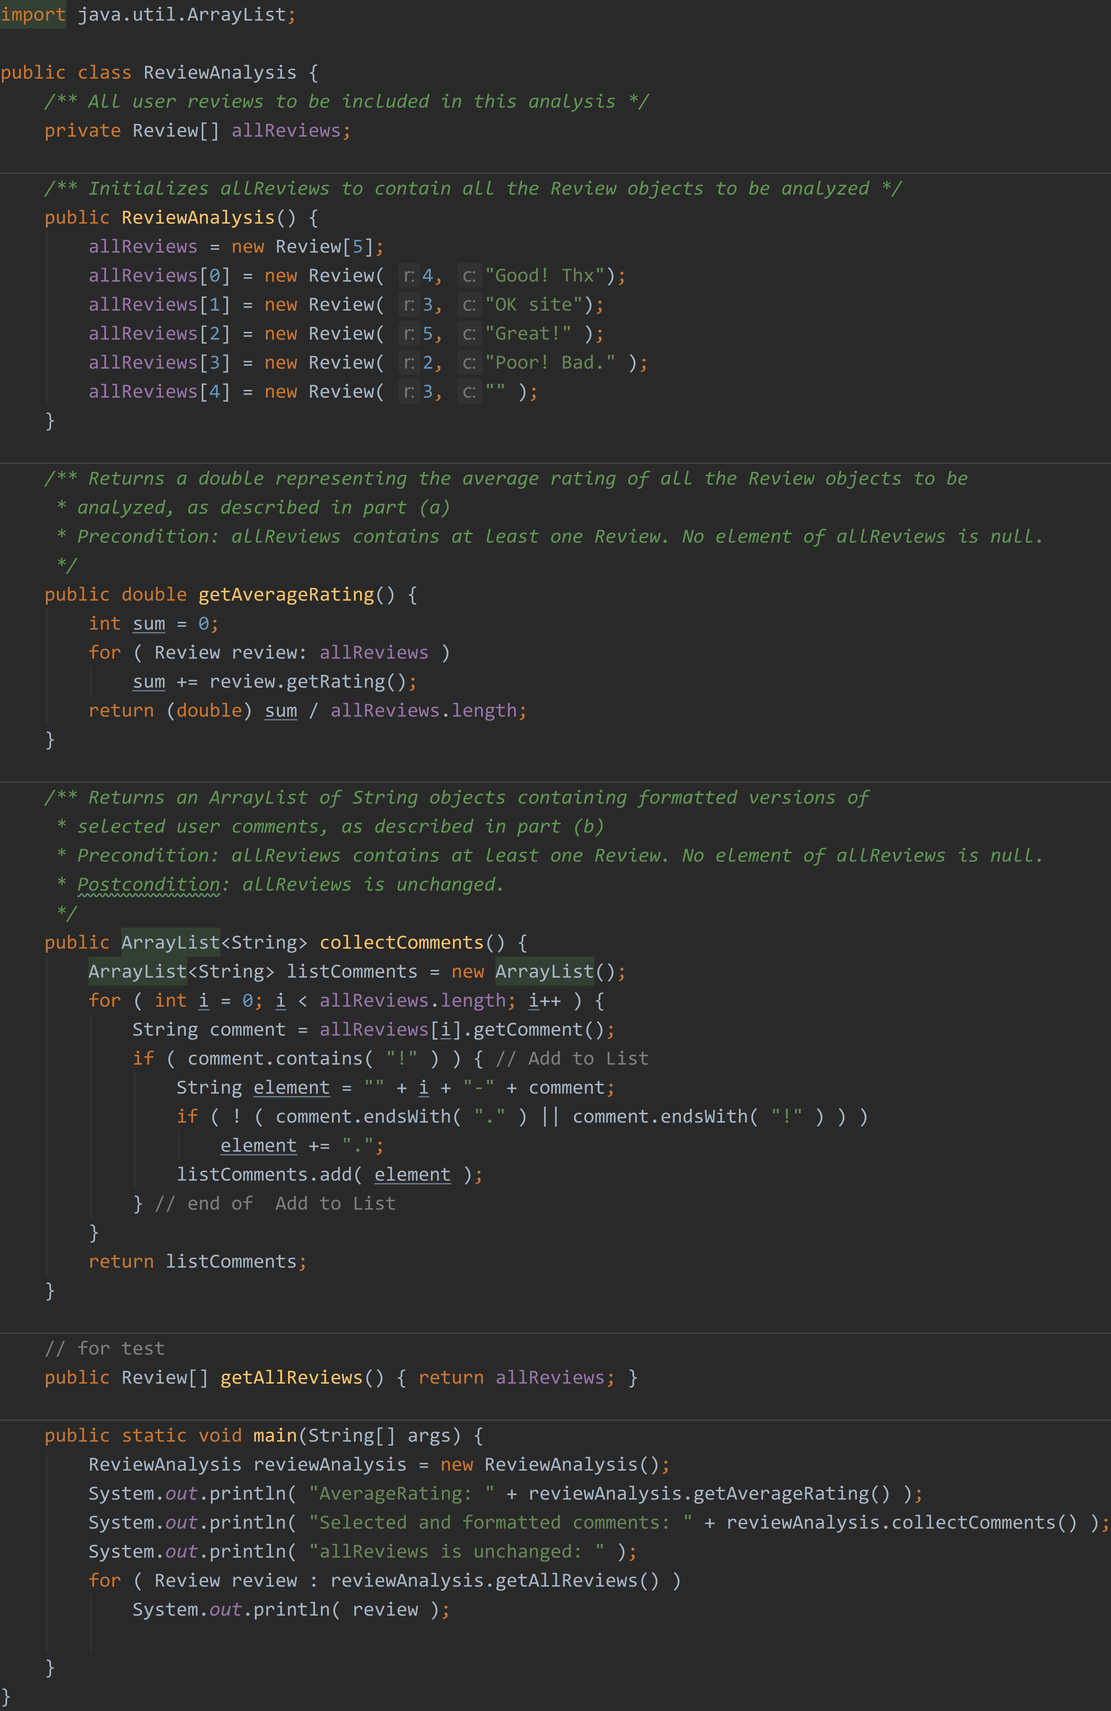 import java.util.ArrayList;
public class ReviewAnalysis {
/** All user reviews to be included in this analysis */
private Review[] allReviews;
/** Initializes allReviews to contain all the Review objects to be analyzed */
public ReviewAnalysis() {
allReviews = new Review[5];
allReviews[0] = new Review( r: 4, c: "Good! Thx");
allReviews[1] = new Review( r: 3, c: "OK site");
allReviews[2] = new Review( r: 5, c: "Great!" );
allReviews[3] = new Review( r: 2, c: "Poor! Bad." );
allReviews[4] = new Review( r: 3, c: "" );
}
/** Returns a double representing the average rating of all the Review objects to be
* analyzed, as described in part (a)
* Precondition: allReviews contains at least one Review. No element of allReviews is null.
*/
public double getAverageRating() {
int sum = 0;
for ( Review review: allReviews )
sum += review.getRating();
return (double) sum / allReviews.length;
}
/** Returns an ArrayList of String objects containing formatted versions of
* selected user comments, as described in part (b)
* Precondition: allReviews contains at least one Review. No element of allReviews is null.
* Postcondition: allReviews is unchanged.
*/
public ArrayList<String> collectComments() {
ArrayList<String> listComments = new ArrayList();
for ( int i = 0; i < allReviews.length; i++ ) {
String comment = allReviews[i].getComment();
if ( comment.contains( "!" ) ) { // Add to List
String element = "" + i + "-" + comment;
if ( ! ( comment.endsWith( "." ) || comment.endsWith( "!" ) ) )
element += ".";
listComments.add( element );
} // end of  Add to List
}
return listComments;
}
// for test
public Review[] getAllReviews() { return allReviews; }
public static void main(String[] args) {
ReviewAnalysis reviewAnalysis = new ReviewAnalysis();
System.out.println( "AverageRating: " + reviewAnalysis.getAverageRating() );
System.out.println( "Selected and formatted comments: " + reviewAnalysis.collectComments() );
System.out.println( "allReviews is unchanged: " );
for ( Review review : reviewAnalysis.getAllReviews() )
System.out.println( review );
}
}